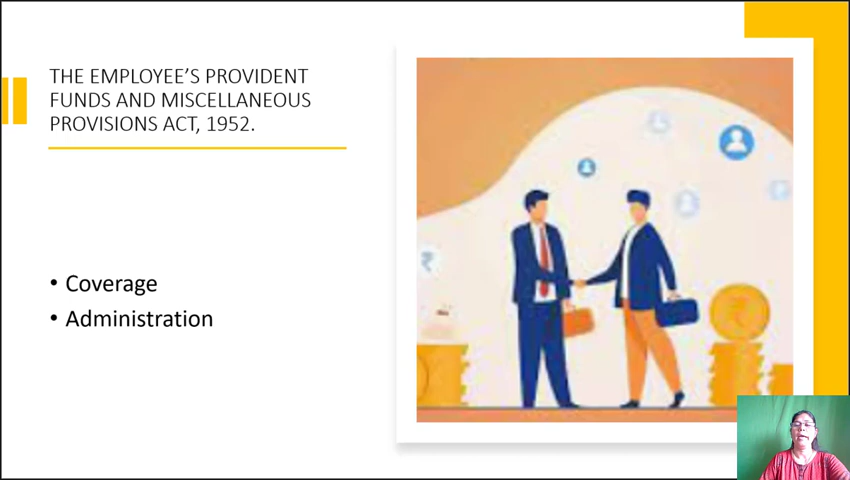 THE EMPLOYEE'S PROVIDENT
FUNDS AND MISCELLANEOUS
PROVISIONS ACT, 1952.
• Coverage
• Administration
₹
₹